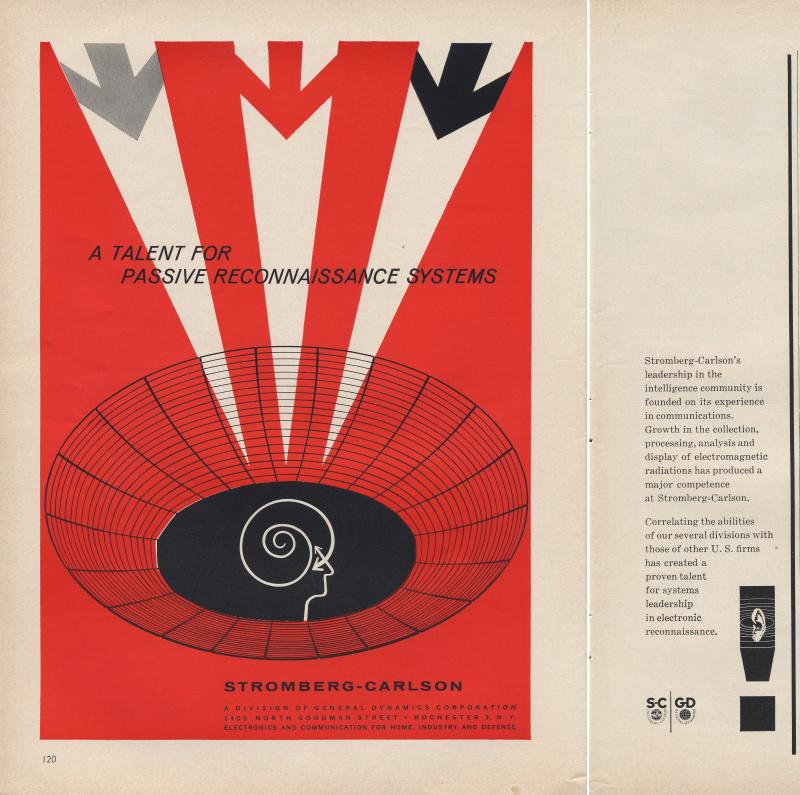 A TALENT FOR
PASSIVE RECONNAISSANCE SYSTEMS
STROMBERG-CARLSON
A DIVISION OF GENERAL DYNAMICS CORPORATION
1400 NORTH GOODMAN STREET • ROCHESTER 3, N.Y.
ELECTRONICS AND COMMUNICATION FOR HOME, INDUSTRY AND DEFENSE
120
Stromberg-Carlson's
leadership in the
intelligence community is
founded on its experience
in communications.
Growth in the collection,
processing, analysis and
display of electromagnetic
radiations has produced a
major competence
at Stromberg-Carlson.
Correlating the abilities
of our several divisions with
those of other U. S. firms
has created a
proven talent
for systems
leadership
in electronic
reconnaissance.
S-C GD